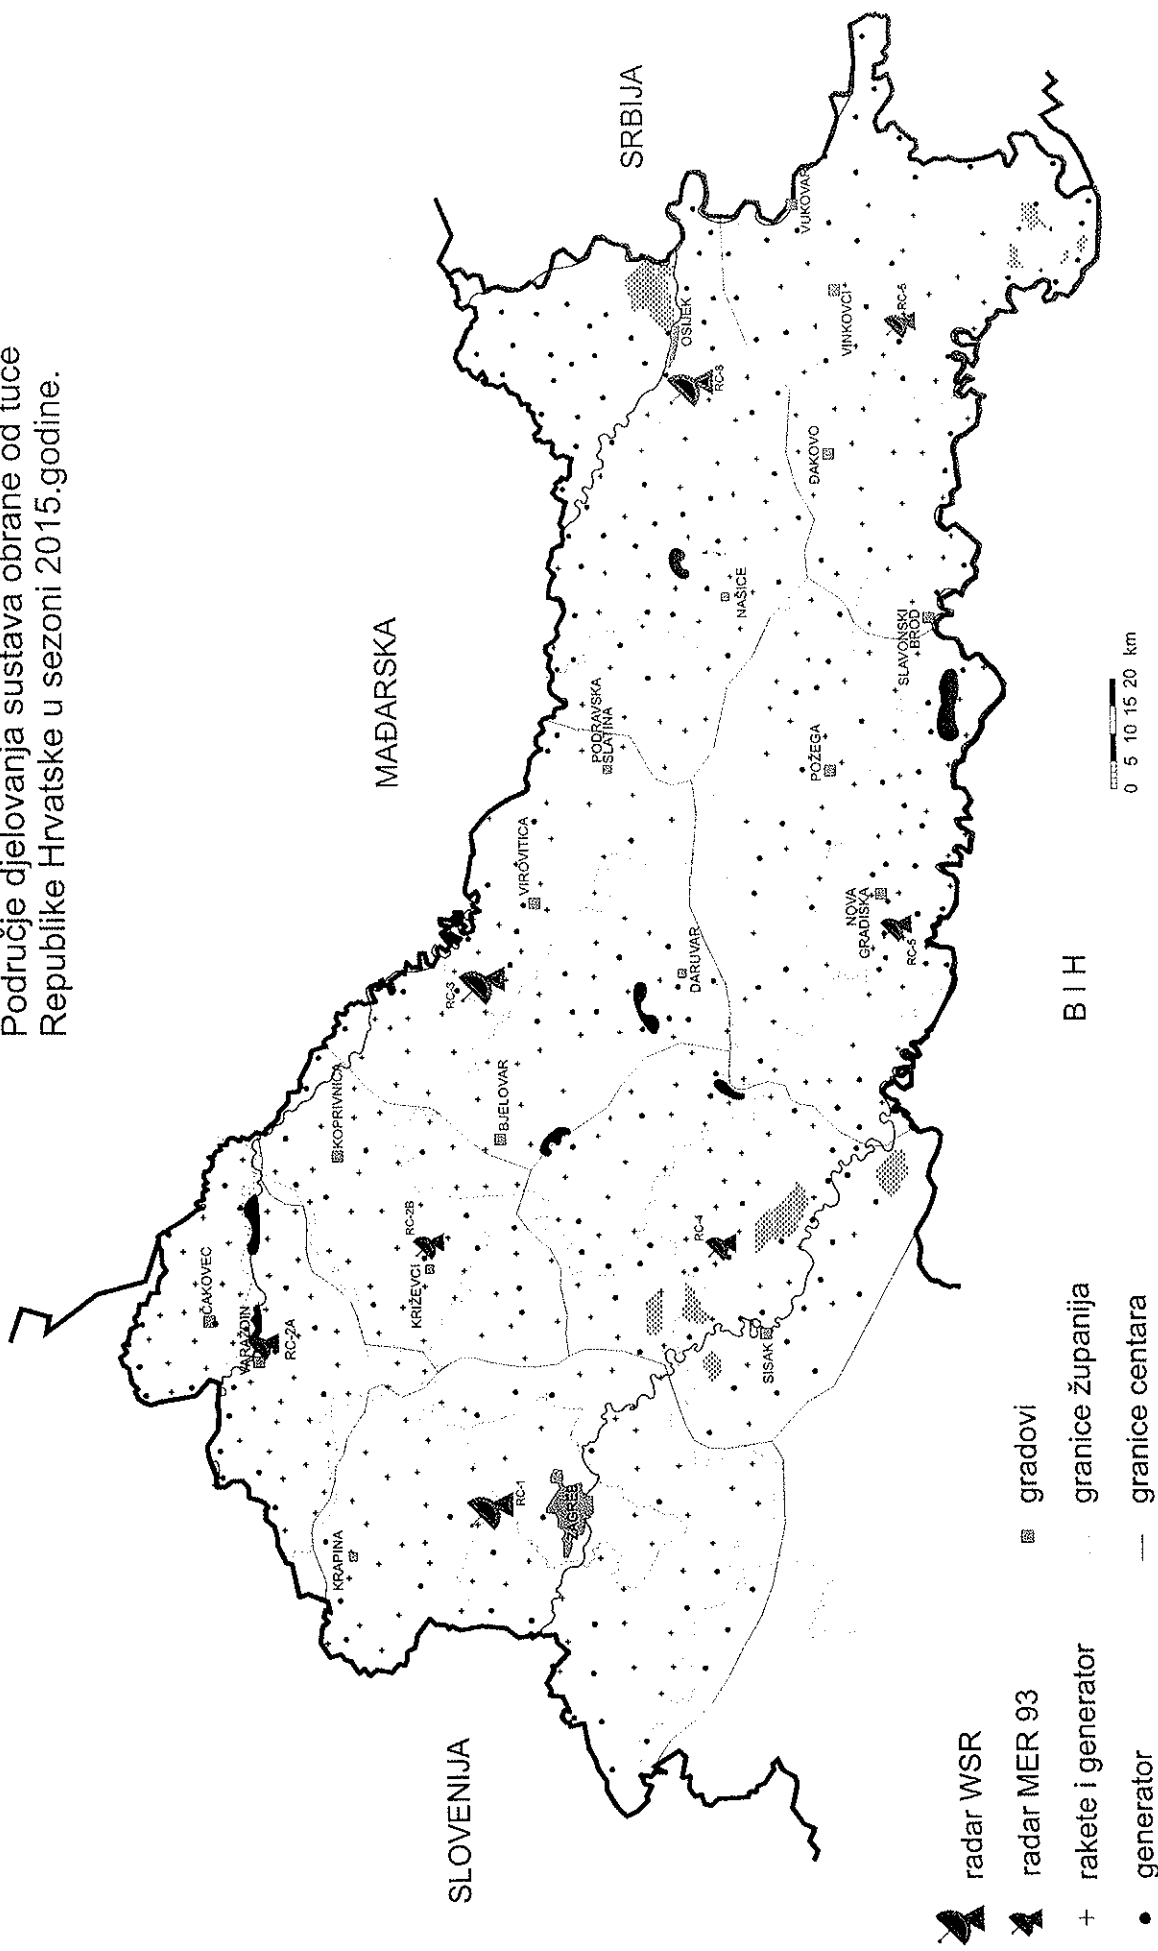 Područje djelovanja sustava obrane od tuče
Republike Hrvatske u sezoni 2015.godine.
MAĐARSKA
SRBIJA
SLOVENIJA
B I H
ČAKOVEC
VARAŽDIN
RC-2A
KOPRIVNICA
KRAPINA
KRIŽEVCI
RC-2B
BJELOVAR
RC-3
VIROVITICA
PODRAVSKA
SLATINA
RC-1
ZAGREB
SISAK
RC-4
DARUVAR
NAŠICE
OSIJEK
RC-8
VUKOVAR
VINKOVCI
RC-6
ĐAKOVO
POŽEGA
SLAVONSKI
BROD
NOVA
GRADIŠKA
RC-5
0 5 10 15 20 km
radar WSR
radar MER 93
rakete i generator
generator
gradovi
granice županija
granice centara